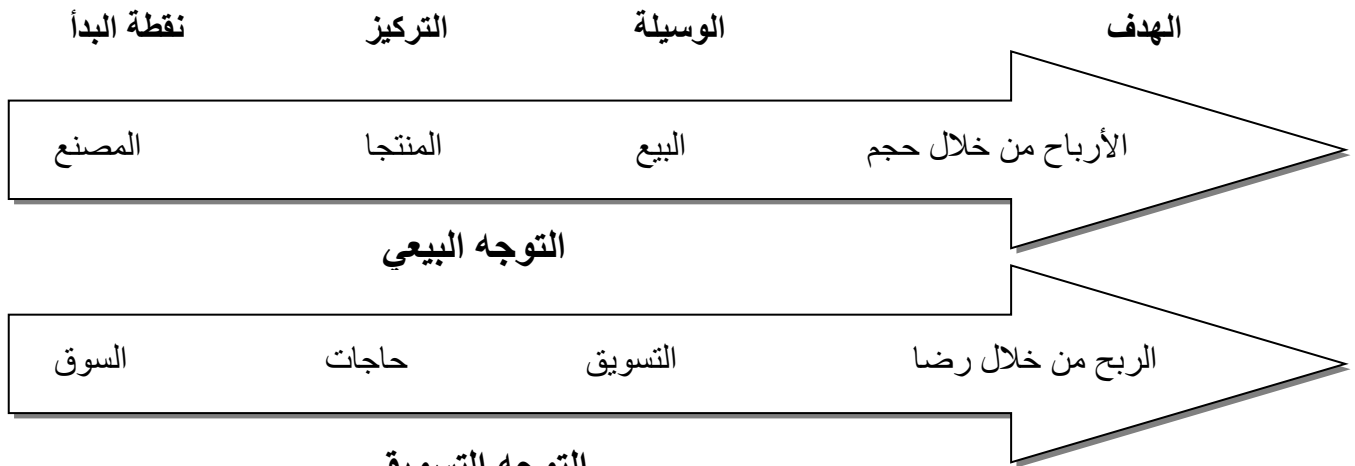 نقطة البدأ التركيز الوسيلة الهدف
المصنع المنتجا البيع الأرباح من خلال حجم
التوجه البيعي
السوق حاجات التسويق الربح من خلال رضا
التوجه